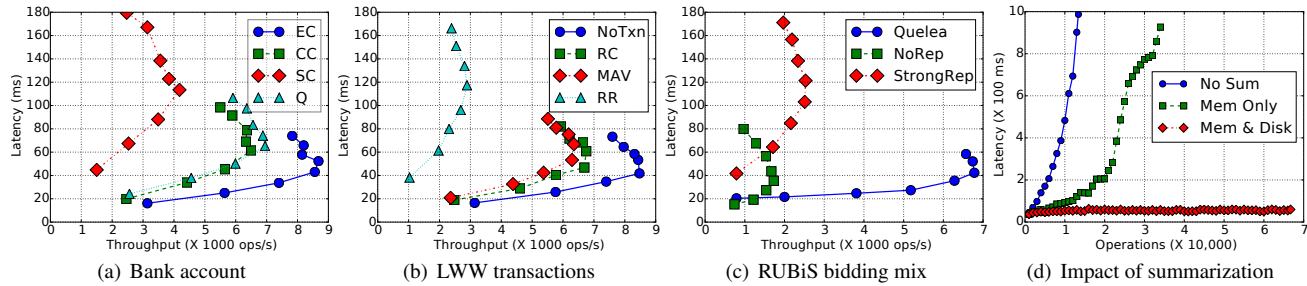 180
160
140
120
100
80
60
40
20
0
Latency (ms)
0 1 2 3 4 5 6 7 8 9
Throughput (X 1000 ops/s)
EC
CC
SC
Q
(a) Bank account
180
160
140
120
100
80
60
40
20
0
Latency (ms)
0 1 2 3 4 5 6 7 8 9
Throughput (X 1000 ops/s)
NoTxn
RC
MAV
RR
(b) LWW transactions
180
160
140
120
100
80
60
40
20
0
Latency (ms)
0 1 2 3 4 5 6 7
Throughput (X 1000 ops/s)
Quelea
NoRep
StrongRep
(c) RUBiS bidding mix
10
8
6
4
2
0
Latency (X 100 ms)
0 1 2 3 4 5 6 7
Operations (X 10,000)
No Sum
Mem Only
Mem & Disk
(d) Impact of summarization